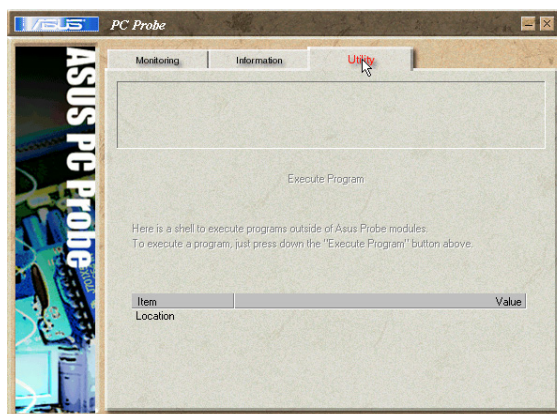 ASUS PC Probe
Monitoring Information Utility
ASUS PC Probe
Execute Program
Here is a shell to execute programs outside of Asus Probe modules.
To execute a program, just press down the "Execute Program" button above.
Item Value
Location